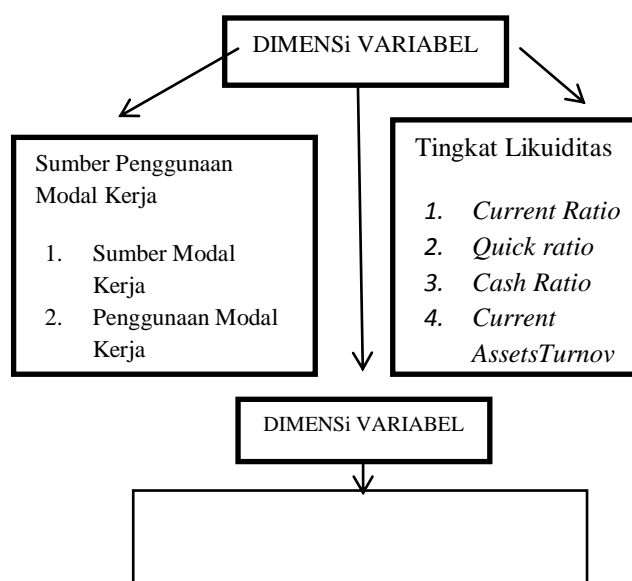 DIMENSi VARIABEL
Sumber Penggunaan
Modal Kerja
1. Sumber Modal
Kerja
2. Penggunaan Modal
Kerja
Tingkat Likuiditas
1. Current Ratio
2. Quick ratio
3. Cash Ratio
4. Current
AssetsTurnov
DIMENSi VARIABEL